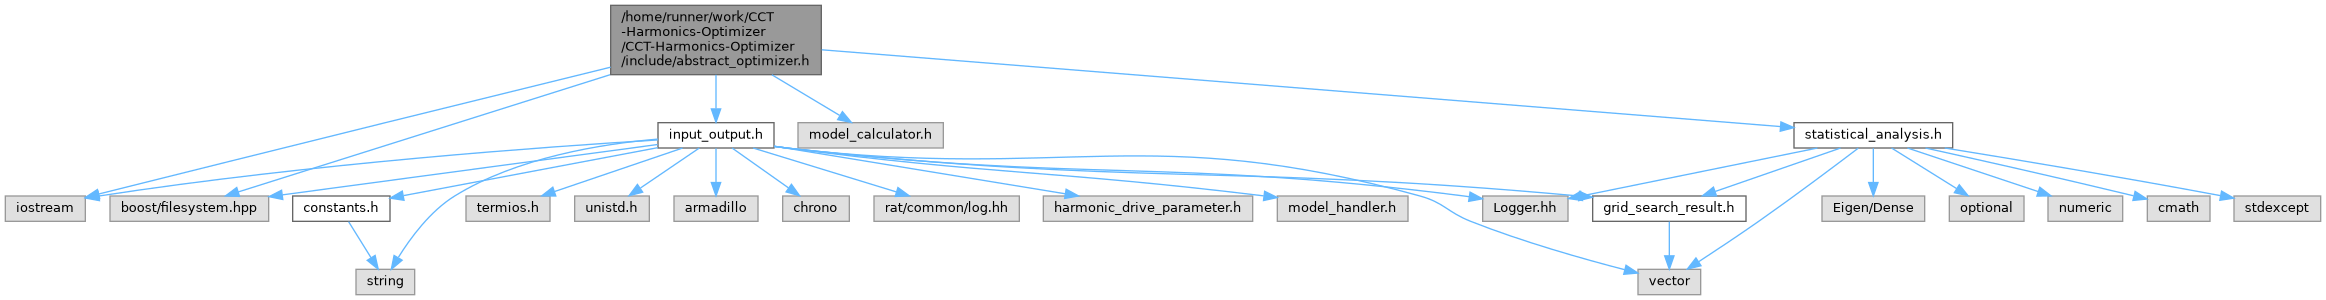 /home/runner/work/CCT
-Harmonics-Optimizer
/CCT-Harmonics-Optimizer
/include/abstract_optimizer.h
input_output.h
model_calculator.h
statistical_analysis.h
iostream
boost/filesystem.hpp
constants.h
termios.h
unistd.h
armadillo
chrono
rat/common/log.hh
harmonic_drive_parameter.h
model_handler.h
Logger.hh
grid_search_result.h
Eigen/Dense
optional
numeric
cmath
stdexcept
string
vector